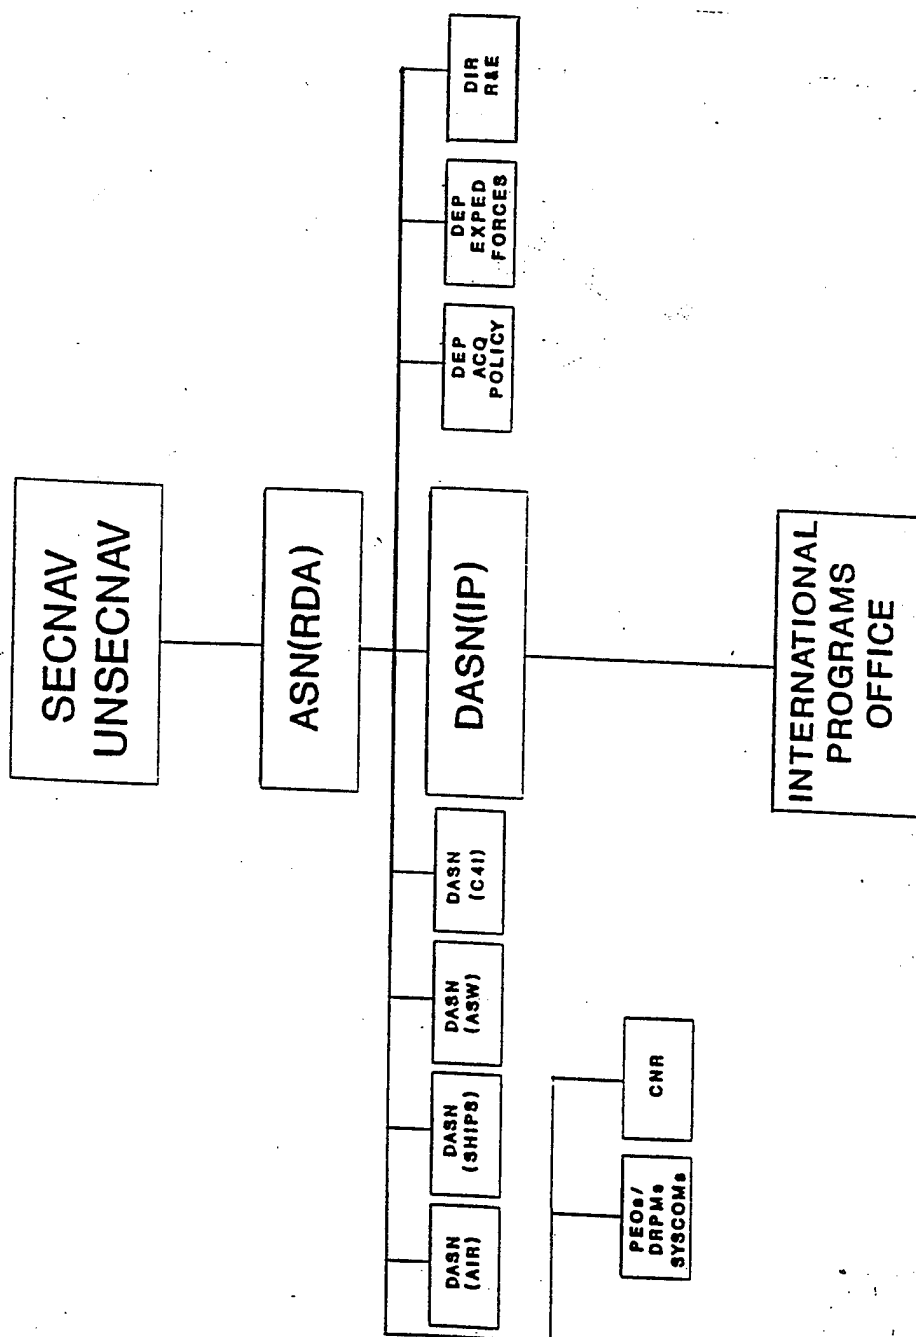 SECNAV
UNSECNAV
ASN(RDA)
DASN
(AIR)
DASN
(SHIPS)
DASN
(ASW)
DASN
(C4I)
DASN(IP)
DEP
ACQ
POLICY
DEP
EXPED
FORCES
DIR
R&E
PEOs/
DRPMs
SYSCOMs
CNR
INTERNATIONAL
PROGRAMS
OFFICE